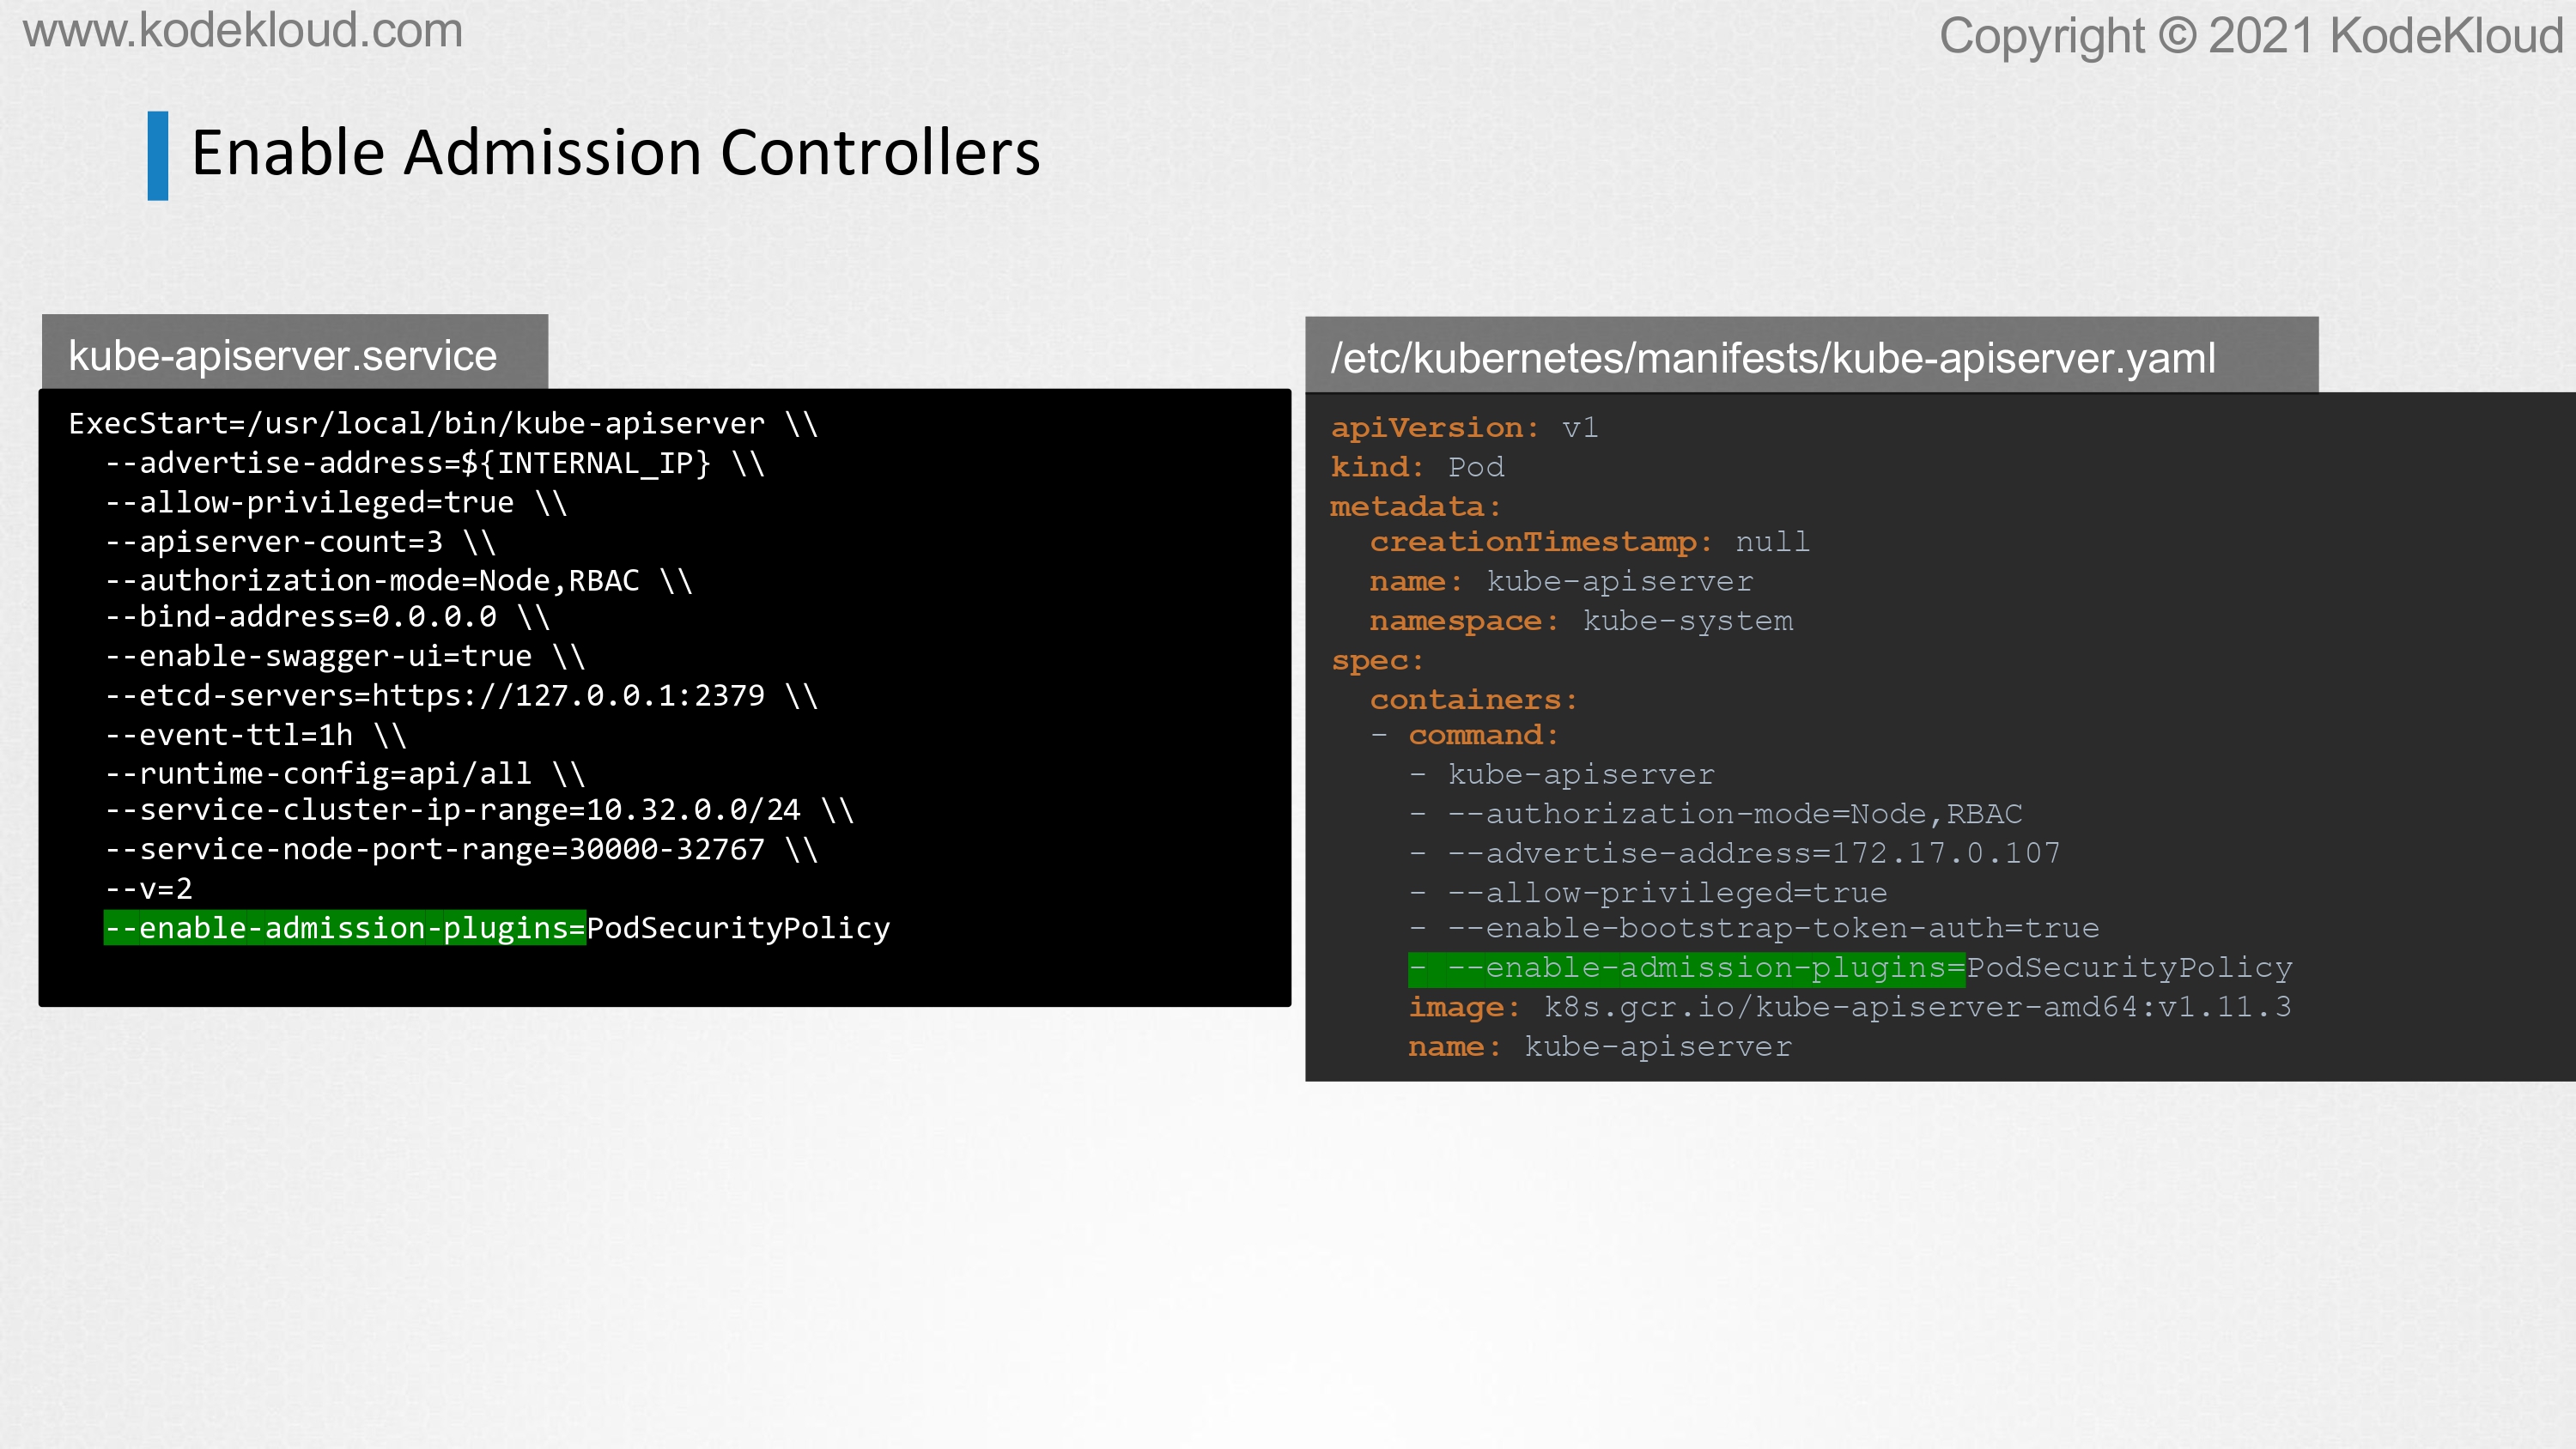 www.kodekloud.com
Copyright © 2021 KodeKloud
Enable Admission Controllers
kube-apiserver.service
ExecStart=/usr/local/bin/kube-apiserver \\
  --advertise-address=${INTERNAL_IP} \\
  --allow-privileged=true \\
  --apiserver-count=3 \\
  --authorization-mode=Node,RBAC \\
  --bind-address=0.0.0.0 \\
  --enable-swagger-ui=true \\
  --etcd-servers=https://127.0.0.1:2379 \\
  --event-ttl=1h \\
  --runtime-config=api/all \\
  --service-cluster-ip-range=10.32.0.0/24 \\
  --service-node-port-range=30000-32767 \\
  --v=2
  --enable-admission-plugins=PodSecurityPolicy
/etc/kubernetes/manifests/kube-apiserver.yaml
apiVersion: v1
kind: Pod
metadata:
  creationTimestamp: null
  name: kube-apiserver
  namespace: kube-system
spec:
  containers:
  - command:
    - kube-apiserver
    - --authorization-mode=Node,RBAC
    - --advertise-address=172.17.0.107
    - --allow-privileged=true
    - --enable-bootstrap-token-auth=true
    - --enable-admission-plugins=PodSecurityPolicy
    image: k8s.gcr.io/kube-apiserver-amd64:v1.11.3
    name: kube-apiserver